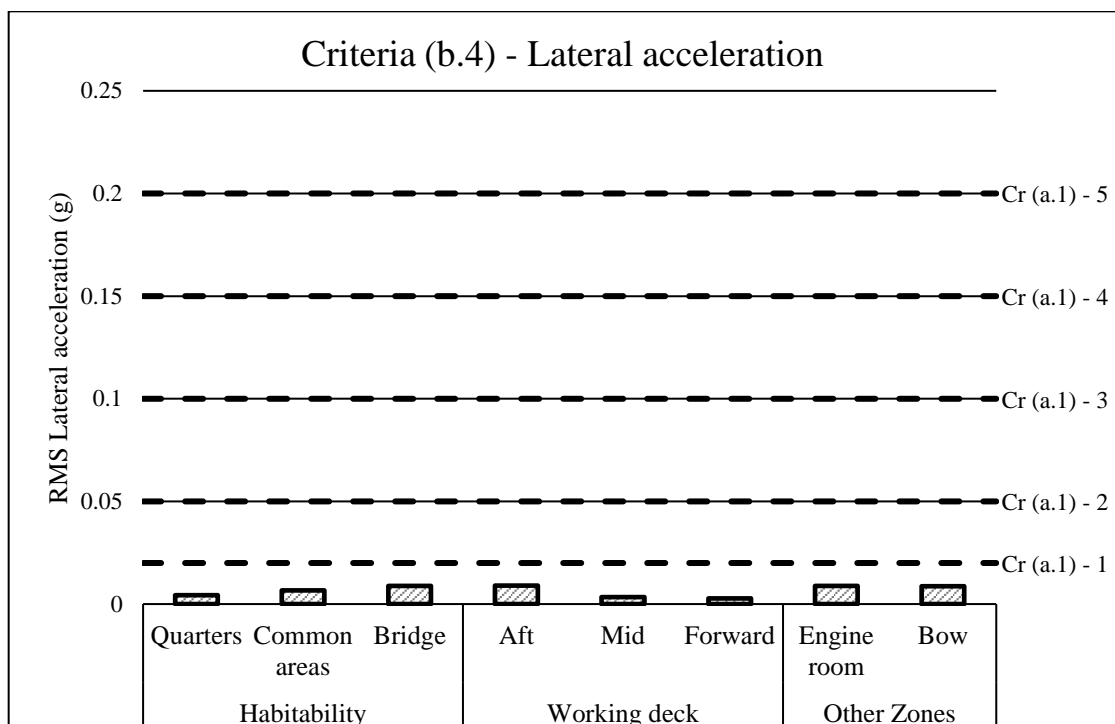 Criteria (b.4) - Lateral acceleration
RMS Lateral acceleration (g)
0.25
0.2
0.15
0.1
0.05
0
Cr (a.1) - 5
Cr (a.1) - 4
Cr (a.1) - 3
Cr (a.1) - 2
Cr (a.1) - 1
Quarters
Common
areas
Bridge
Aft
Mid
Forward
Engine
room
Bow
Habitability
Working deck
Other Zones